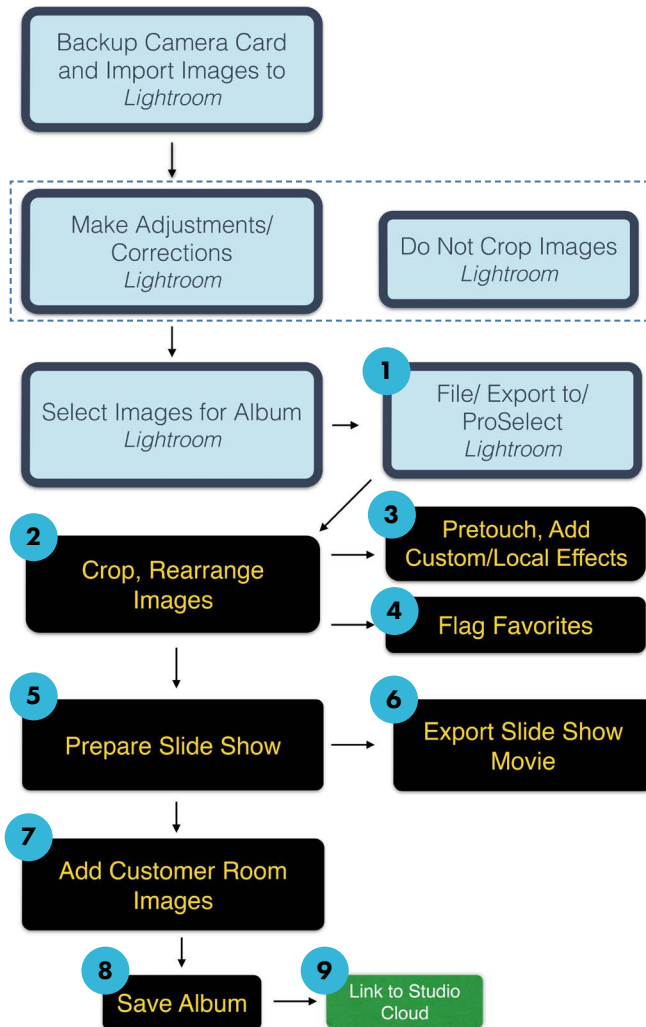 Backup Camera Card
and Import Images to
Lightroom
Make Adjustments/
Corrections
Lightroom
Do Not Crop Images
Lightroom
Select Images for Album
Lightroom
1
File/ Export to/
ProSelect
Lightroom
2
Crop, Rearrange
Images
3
Pretouch, Add
Custom/Local Effects
4
Flag Favorites
5
Prepare Slide Show
6
Export Slide Show
Movie
7
Add Customer Room
Images
8
Save Album
9
Link to Studio
Cloud